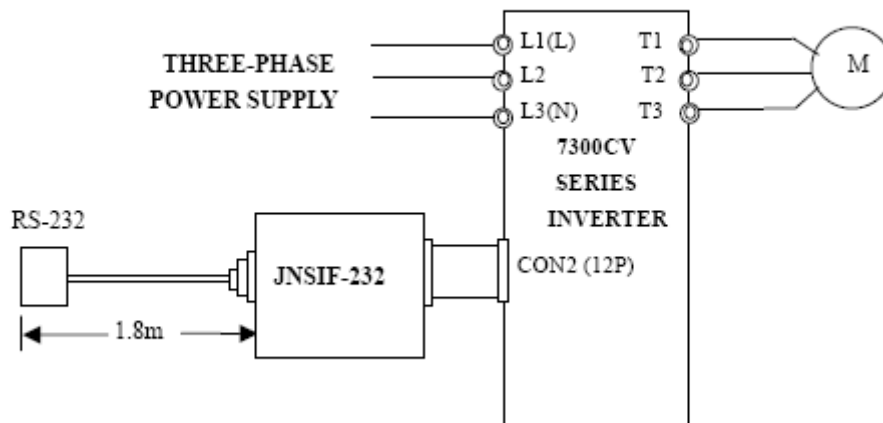 L1(L) T1
THREE-PHASE L2 T2 M
POWER SUPPLY L3(N) T3
7300CV
SERIES
INVERTER
RS-232
JNSIF-232
CON2 (12P)
1.8m